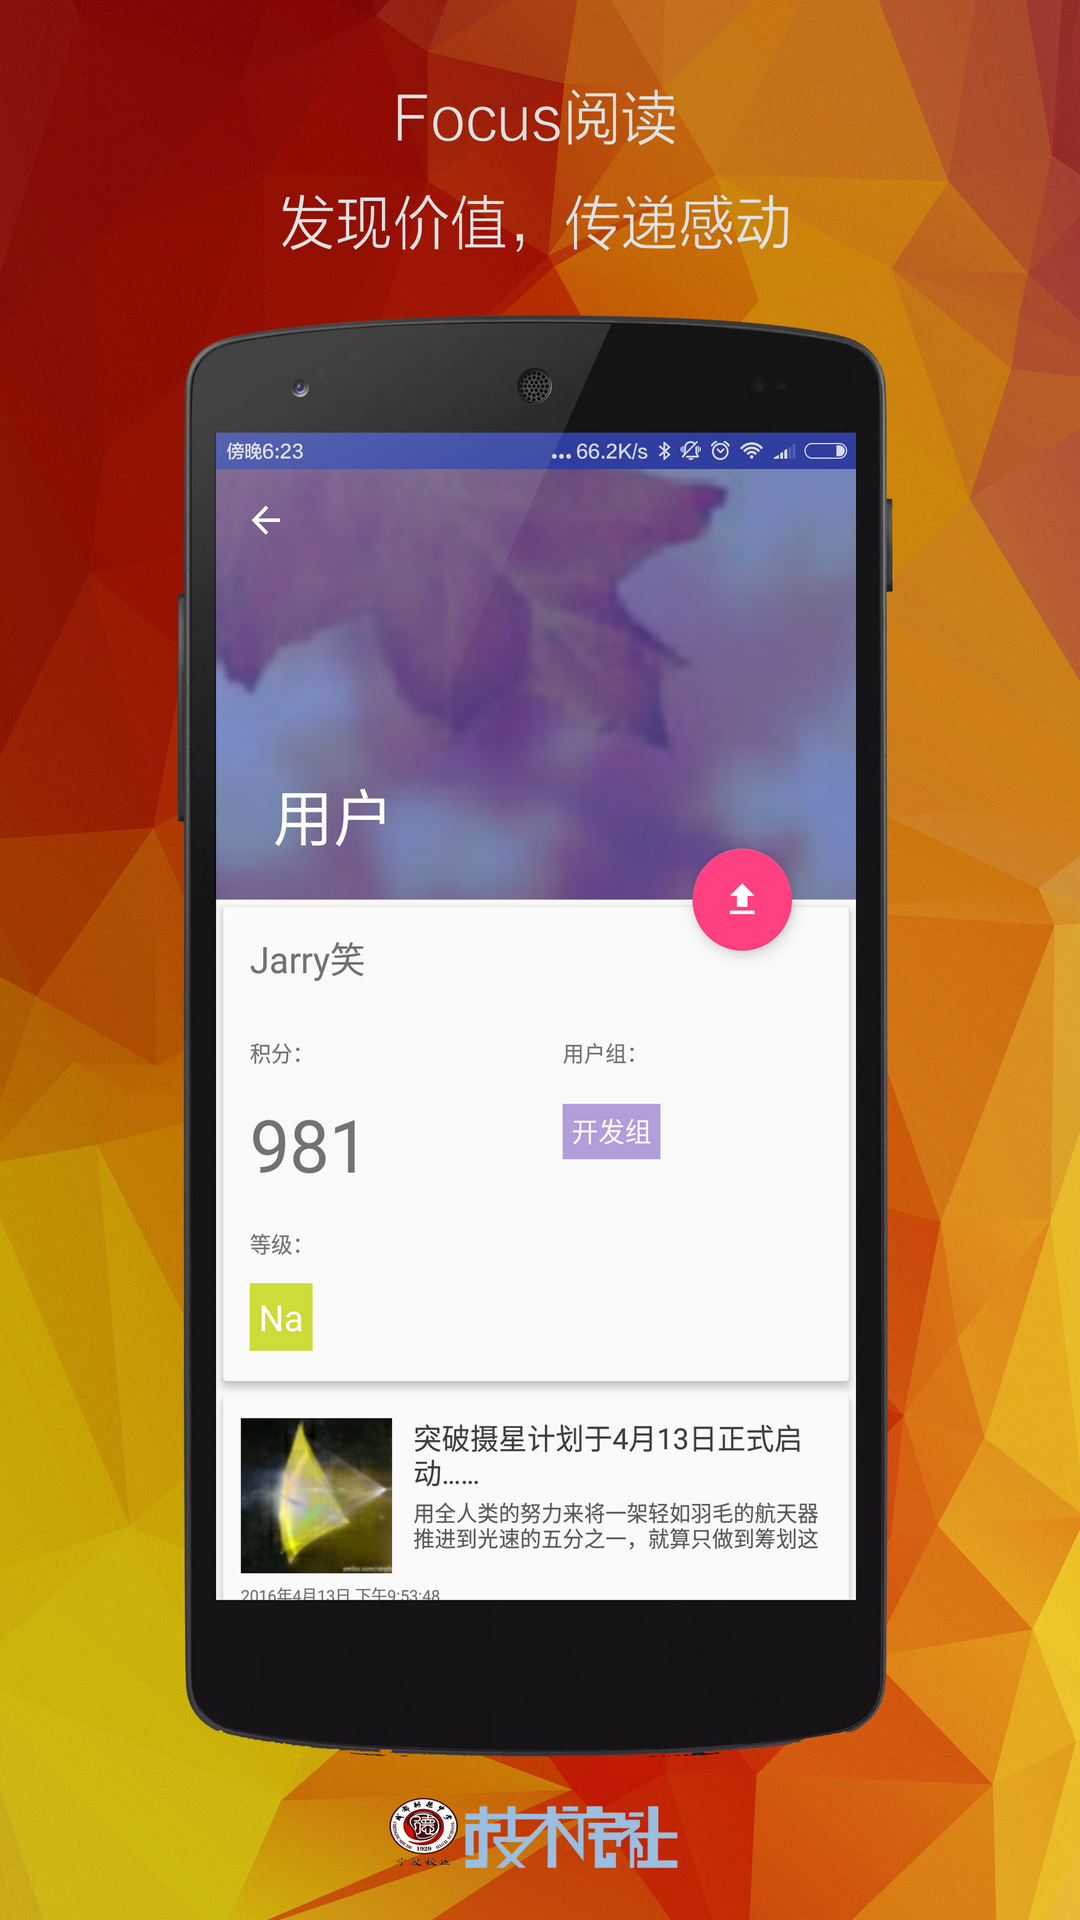 Focus阅读
发现价值，传递感动
傍晚6:23
...66.2K/s
用户
Jarry笑
积分：
用户组：
981
开发组
等级：
Na
突破摄星计划于4月13日正式启
动……
用全人类的努力来将一架轻如羽毛的航天器
推进到光速的五分之一，就算只做到筹划这
2016年4月13日 下午9:53:48
1929
技术宅社